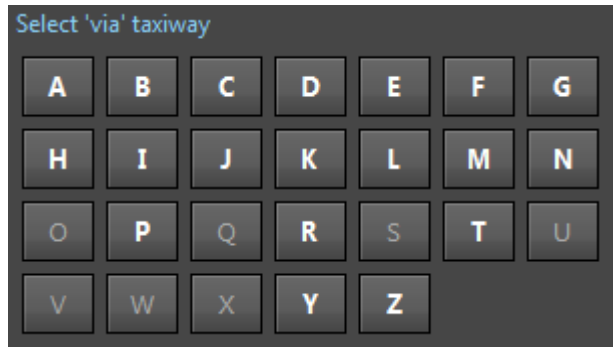 Select 'via' taxiway
A B C D E F G
H I J K L M N
O P Q R S T U
V W X Y Z